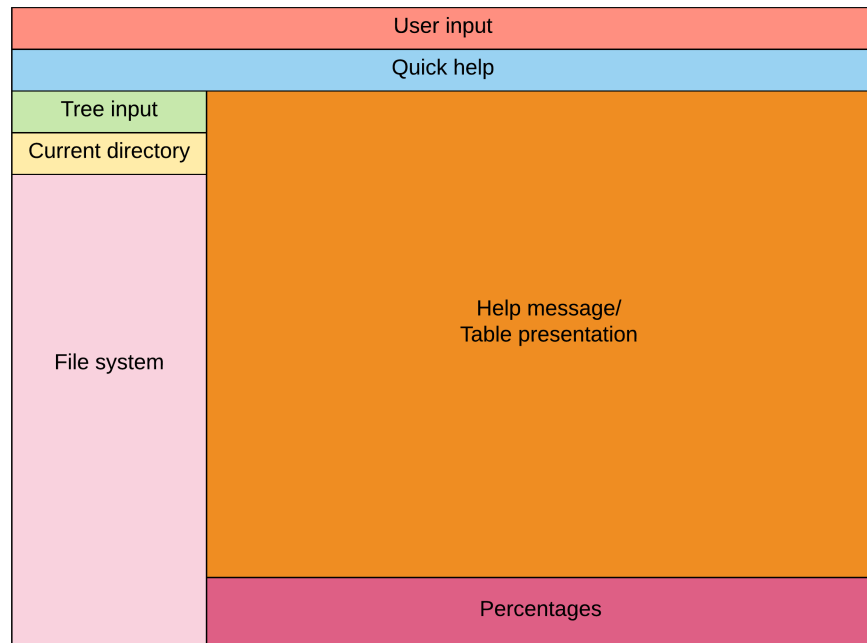 User input
Quick help
Tree input
Current directory
File system
Help message/
Table presentation
Percentages